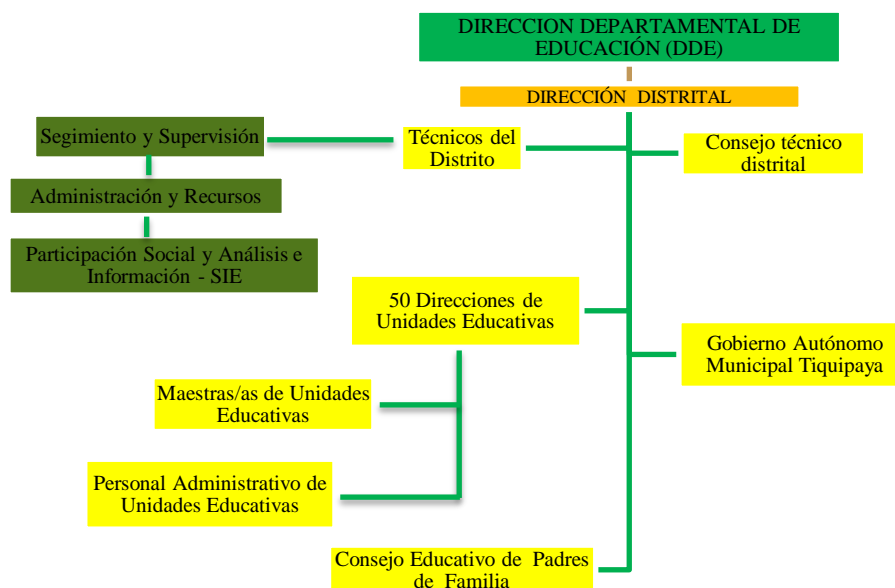 DIRECCION DEPARTAMENTAL DE
EDUCACIÓN (DDE)
DIRECCIÓN DISTRITAL
Segimiento y Supervisión
Técnicos del
Distrito
Consejo técnico
distrital
Administración y Recursos
Participación Social y Análisis e
Información - SIE
50 Direcciones de
Unidades Educativas
Gobierno Autónomo
Municipal Tiquipaya
Maestras/as de Unidades
Educativas
Personal Administrativo de
Unidades Educativas
Consejo Educativo de Padres
de Familia